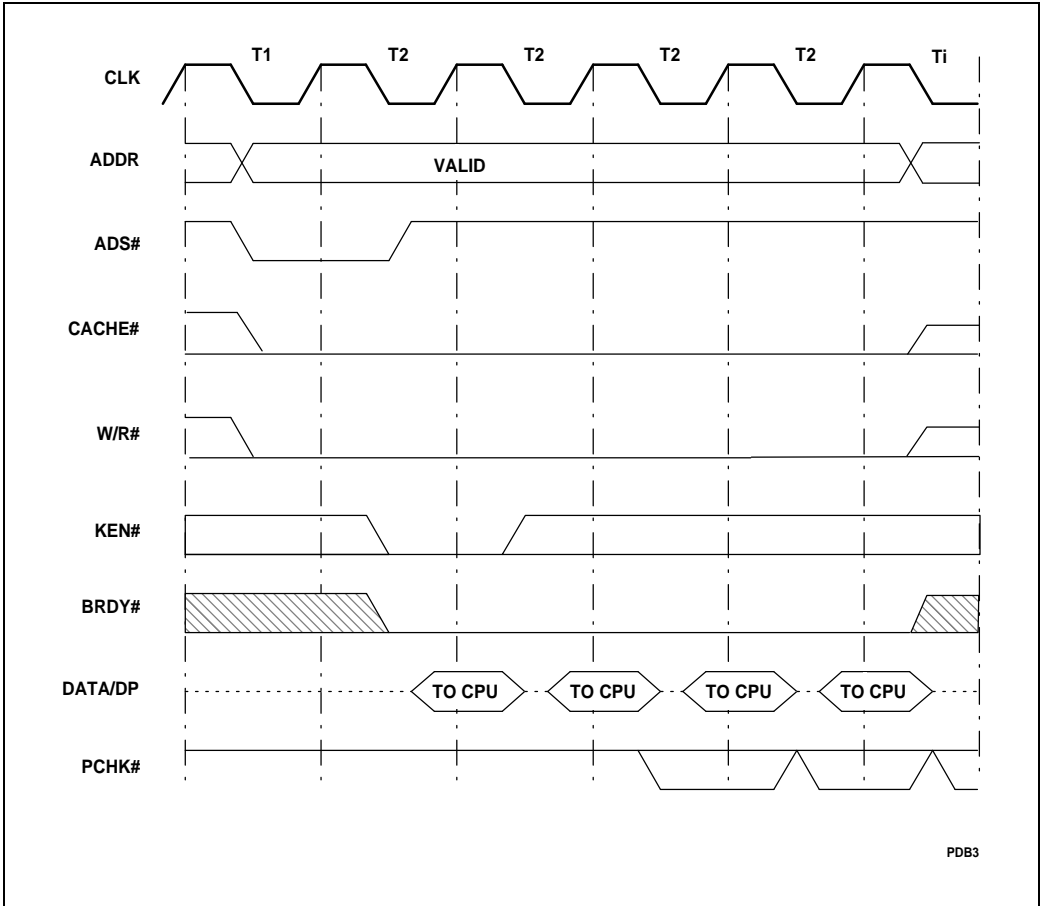 T1 T2 T2 T2 T2 Ti
CLK
ADDR VALID
ADS#
CACHE#
W/R#
KEN#
BRDY#
DATA/DP TO CPU TO CPU TO CPU TO CPU
PCHK#
PDB3